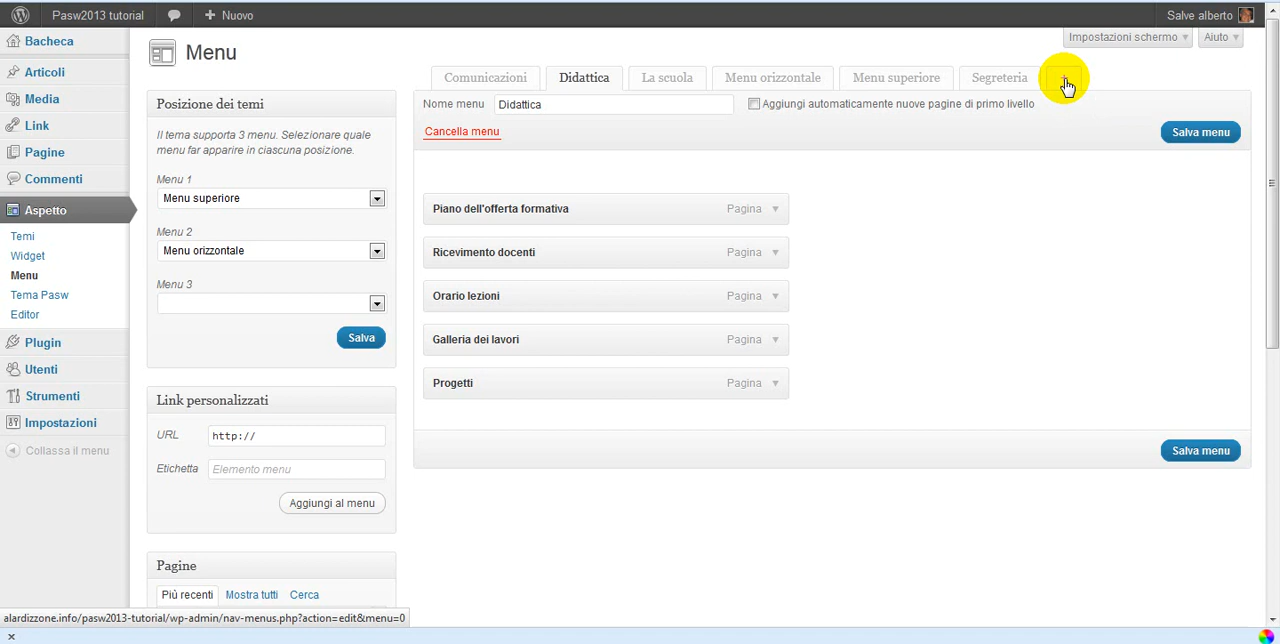 Pasw2013 tutorial
+ Nuovo
Salve alberto
Bacheca
Articoli
Media
Link
Pagine
Commenti
Aspetto
Temi
Widget
Menu
Tema Pasw
Editor
Plugin
Utenti
Strumenti
Impostazioni
Collassa il menu
Menu
Impostazioni schermo
Aiuto
Posizione dei temi
Il tema supporta 3 menu. Selezionare quale
menu far apparire in ciascuna posizione.
Menu 1
Menu superiore
Menu 2
Menu orizzontale
Menu 3
Salva
Link personalizzati
URL http://
Etichetta Elemento menu
Aggiungi al menu
Pagine
Più recenti Mostra tutti Cerca
Comunicazioni Didattica La scuola Menu orizzontale Menu superiore Segreteria +
Nome menu Didattica Aggiungi automaticamente nuove pagine di primo livello
Cancella menu Salva menu
Piano dell'offerta formativa Pagina
Ricevimento docenti Pagina
Orario lezioni Pagina
Galleria dei lavori Pagina
Progetti Pagina
Salva menu
alardizzone.info/pasw2013-tutorial/wp-admin/nav-menus.php?action=edit&menu=0